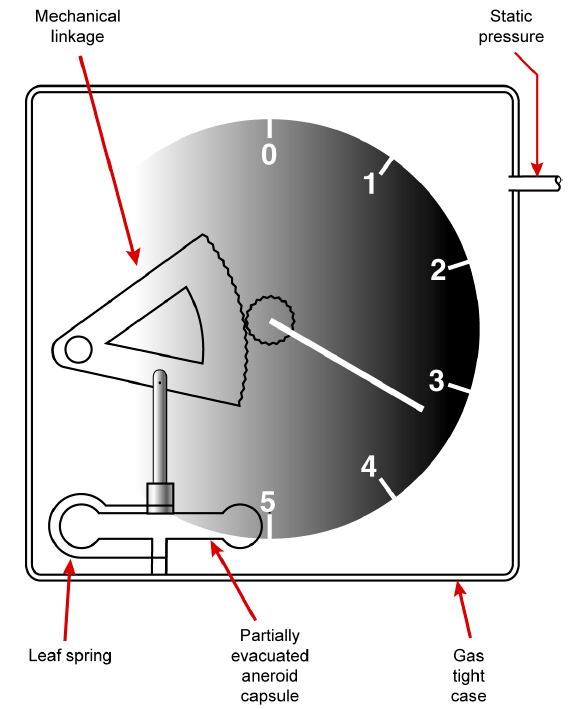 Mechanical
linkage
Static
pressure
0
1
2
3
4
5
Leaf spring
Partially
evacuated
aneroid
capsule
Gas
tight
case